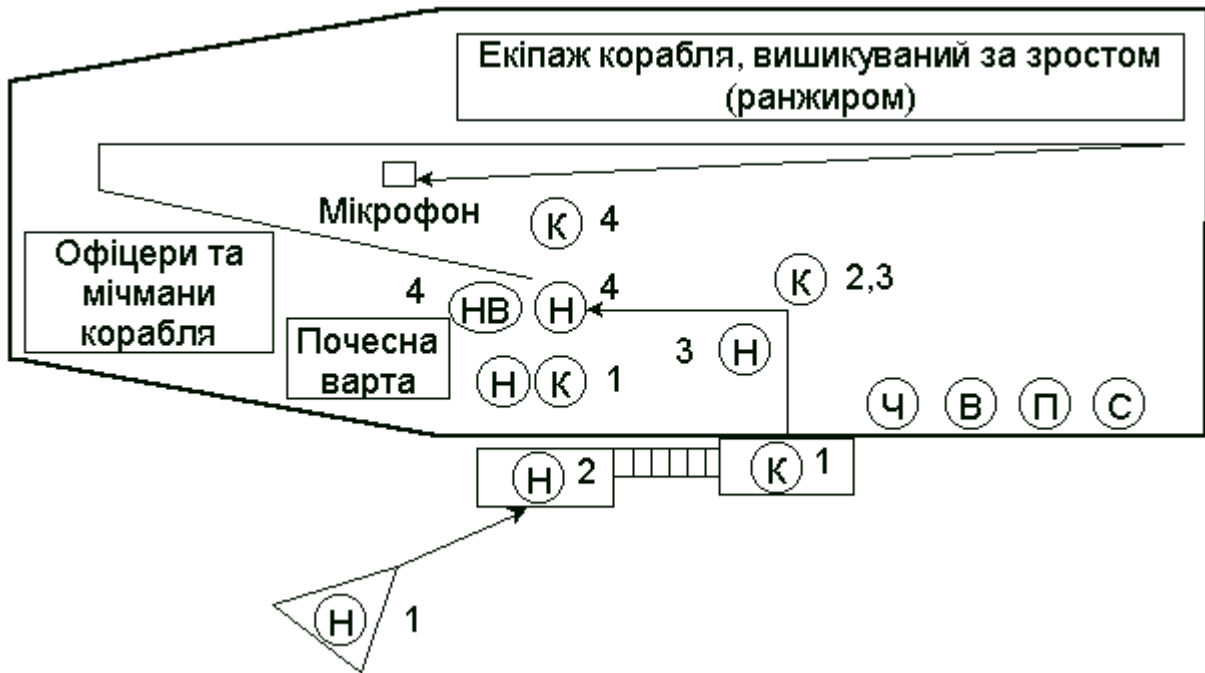 Екіпаж корабля, вишикуваний за зростом
(ранжиром)
Мікрофон
К 4
Офіцери та
мічмани
корабля
К 2,3
4 НВ Н 4
Почесна
варта
3 Н
Н К 1
Ч В П С
Н 2
К 1
Н 1